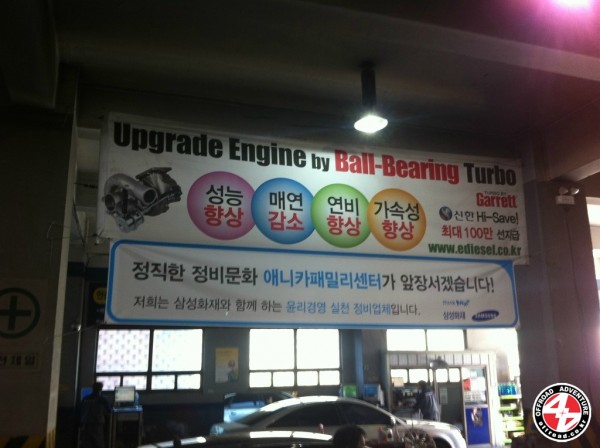 Upgrade Engine by Ball-Bearing Turbo
성능
향상
매연
감소
연비
향상
가속성
향상
Garrett
신한 Hi-Save!
최대 100만 선지급
www.ediesel.co.kr
정직한 정비문화 애니카패밀리센터가 앞장서겠습니다!
저희는 삼성화재와 함께 하는 윤리경영 실천 정비업체입니다.
삼성화재
SAMSUNG
OFFROAD ADVENTURE
offroad.co.kr